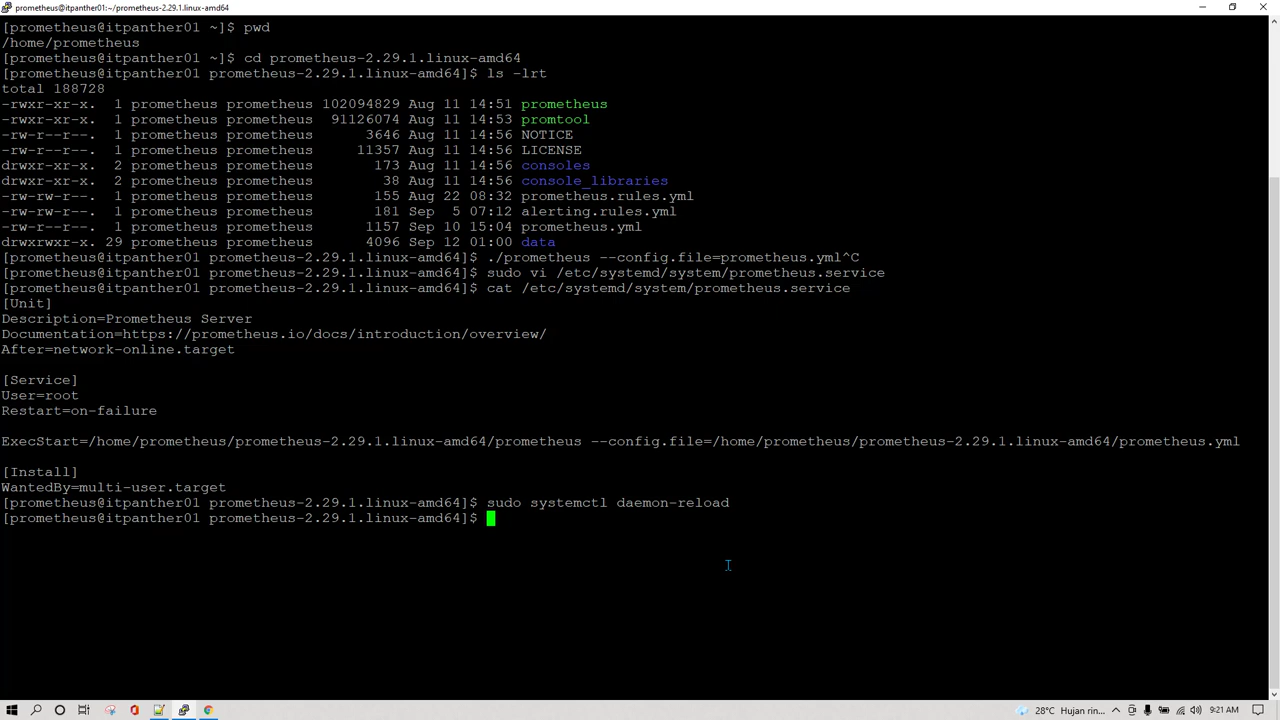 prometheus@itpanther01:~/prometheus-2.29.1.linux-amd64
[prometheus@itpanther01 ~]$ pwd
/home/prometheus
[prometheus@itpanther01 ~]$ cd prometheus-2.29.1.linux-amd64
[prometheus@itpanther01 prometheus-2.29.1.linux-amd64]$ ls -lrt
total 188728
-rwxr-xr-x. 1 prometheus prometheus 102094829 Aug 11 14:51 prometheus
-rwxr-xr-x. 1 prometheus prometheus 91126074 Aug 11 14:53 promtool
-rw-r--r--. 1 prometheus prometheus 3646 Aug 11 14:56 NOTICE
-rw-r--r--. 1 prometheus prometheus 11357 Aug 11 14:56 LICENSE
drwxr-xr-x. 2 prometheus prometheus 173 Aug 11 14:56 consoles
drwxr-xr-x. 2 prometheus prometheus 38 Aug 11 14:56 console_libraries
-rw-rw-r--. 1 prometheus prometheus 155 Aug 22 08:32 prometheus.rules.yml
-rw-rw-r--. 1 prometheus prometheus 181 Sep 5 07:12 alerting.rules.yml
-rw-r--r--. 1 prometheus prometheus 1157 Sep 10 15:04 prometheus.yml
drwxrwxr-x. 29 prometheus prometheus 4096 Sep 12 01:00 data
[prometheus@itpanther01 prometheus-2.29.1.linux-amd64]$ ./prometheus --config.file=prometheus.yml^C
[prometheus@itpanther01 prometheus-2.29.1.linux-amd64]$ sudo vi /etc/systemd/system/prometheus.service
[prometheus@itpanther01 prometheus-2.29.1.linux-amd64]$ cat /etc/systemd/system/prometheus.service
[Unit]
Description=Prometheus Server
Documentation=https://prometheus.io/docs/introduction/overview/
After=network-online.target
[Service]
User=root
Restart=on-failure
ExecStart=/home/prometheus/prometheus-2.29.1.linux-amd64/prometheus --config.file=/home/prometheus/prometheus-2.29.1.linux-amd64/prometheus.yml
[Install]
WantedBy=multi-user.target
[prometheus@itpanther01 prometheus-2.29.1.linux-amd64]$ sudo systemctl daemon-reload
[prometheus@itpanther01 prometheus-2.29.1.linux-amd64]$
28°C Hujan rin... 9:21 AM